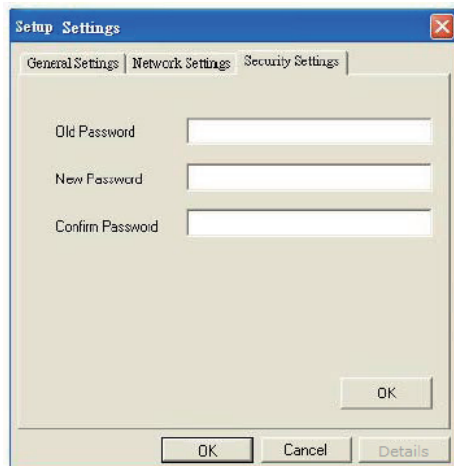 Setup Settings
General Settings Network Settings Security Settings
Old Password
New Password
Confirm Password
OK
OK Cancel Details